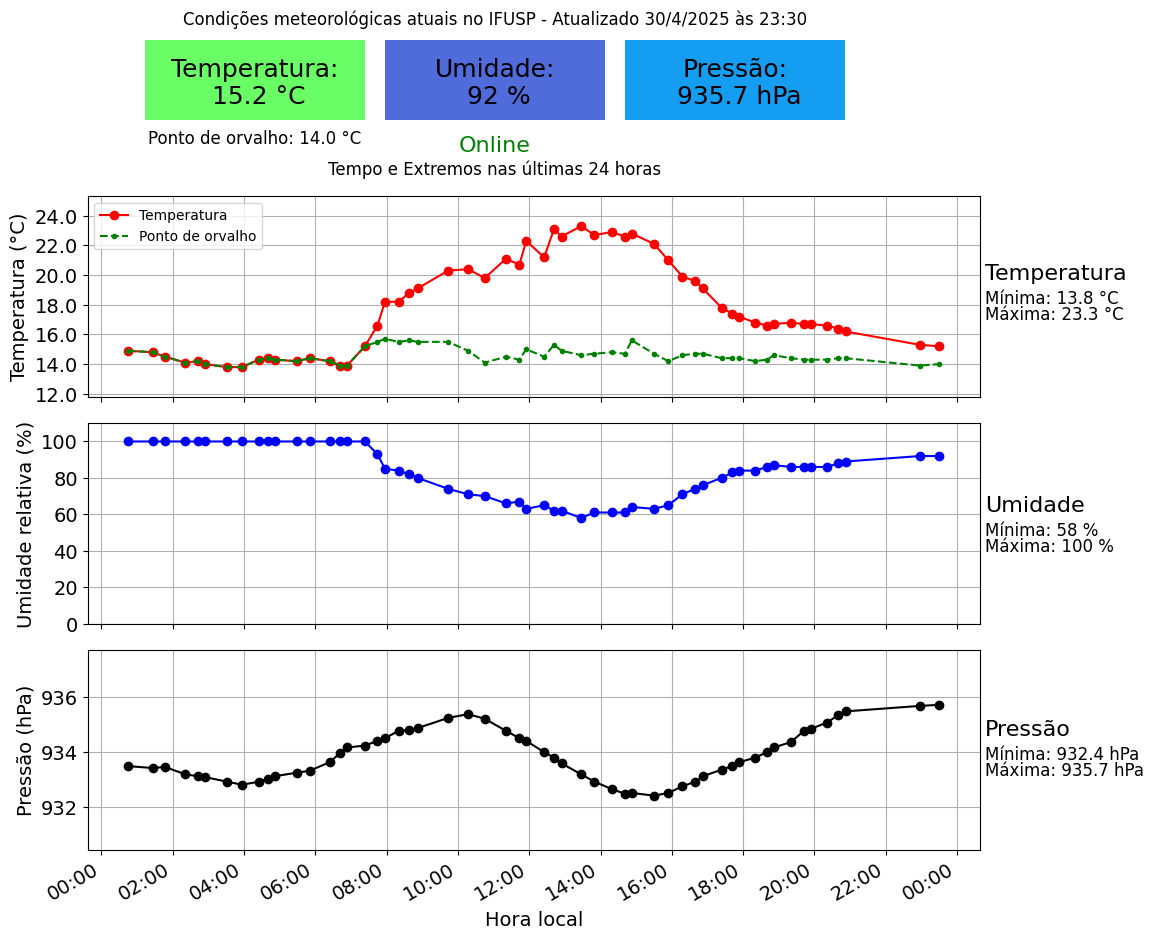 Condições meteorológicas atuais no IFUSP - Atualizado 30/4/2025 às 23:30
Temperatura:
15.2 °C
Umidade:
92 %
Pressão:
935.7 hPa
Ponto de orvalho: 14.0 °C
Online
Tempo e Extremos nas últimas 24 horas
Temperatura (°C)
24.0
22.0
20.0
18.0
16.0
14.0
12.0
Temperatura
Ponto de orvalho
Temperatura
Mínima: 13.8 °C
Máxima: 23.3 °C
Umidade relativa (%)
100
80
60
40
20
0
Umidade
Mínima: 58 %
Máxima: 100 %
Pressão (hPa)
936
934
932
Pressão
Mínima: 932.4 hPa
Máxima: 935.7 hPa
00:00 02:00 04:00 06:00 08:00 10:00 12:00 14:00 16:00 18:00 20:00 22:00 00:00
Hora local